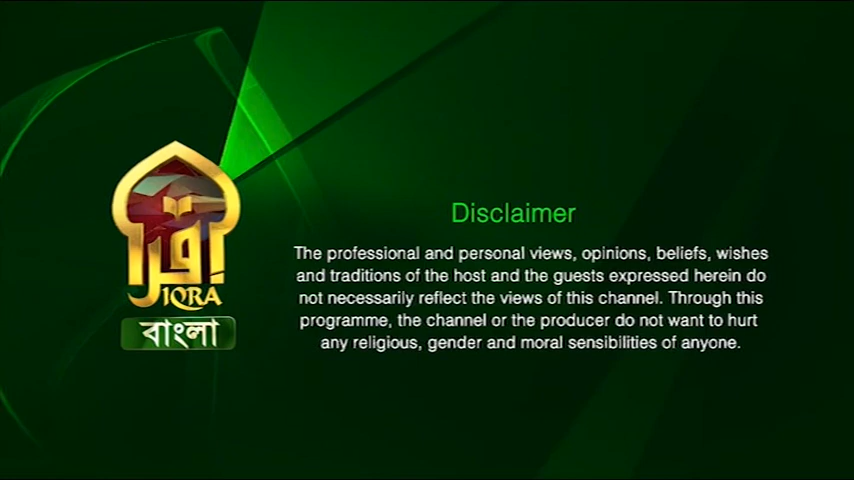 اقرأ
IQRA
বাংলা
Disclaimer
The professional and personal views, opinions, beliefs, wishes
and traditions of the host and the guests expressed herein do
not necessarily reflect the views of this channel. Through this
programme, the channel or the producer do not want to hurt
any religious, gender and moral sensibilities of anyone.